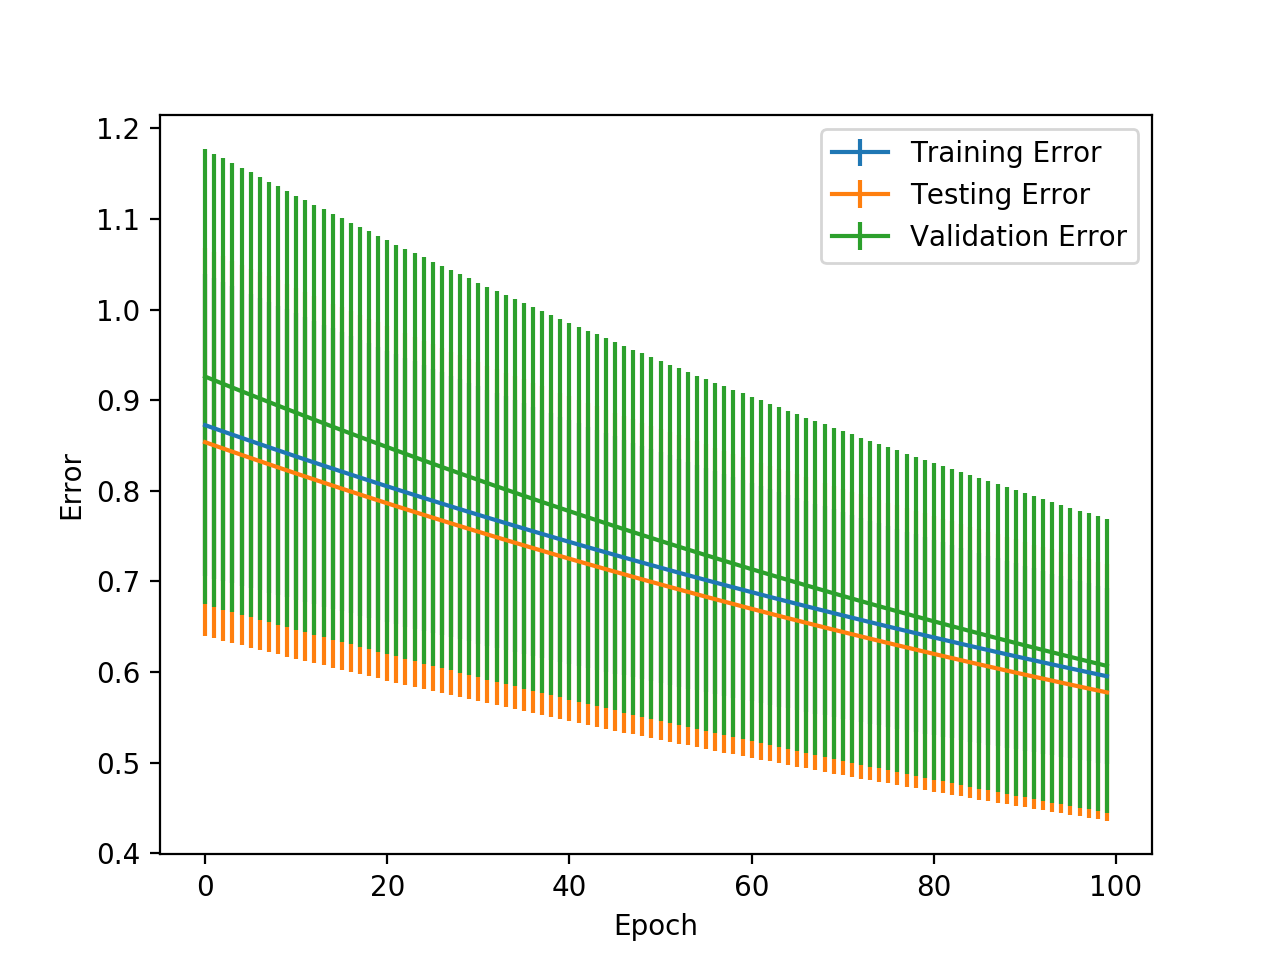 1.2
1.1
1.0
0.9
0.8
0.7
0.6
0.5
0.4
Error
0 20 40 60 80 100
Epoch
Training Error
Testing Error
Validation Error